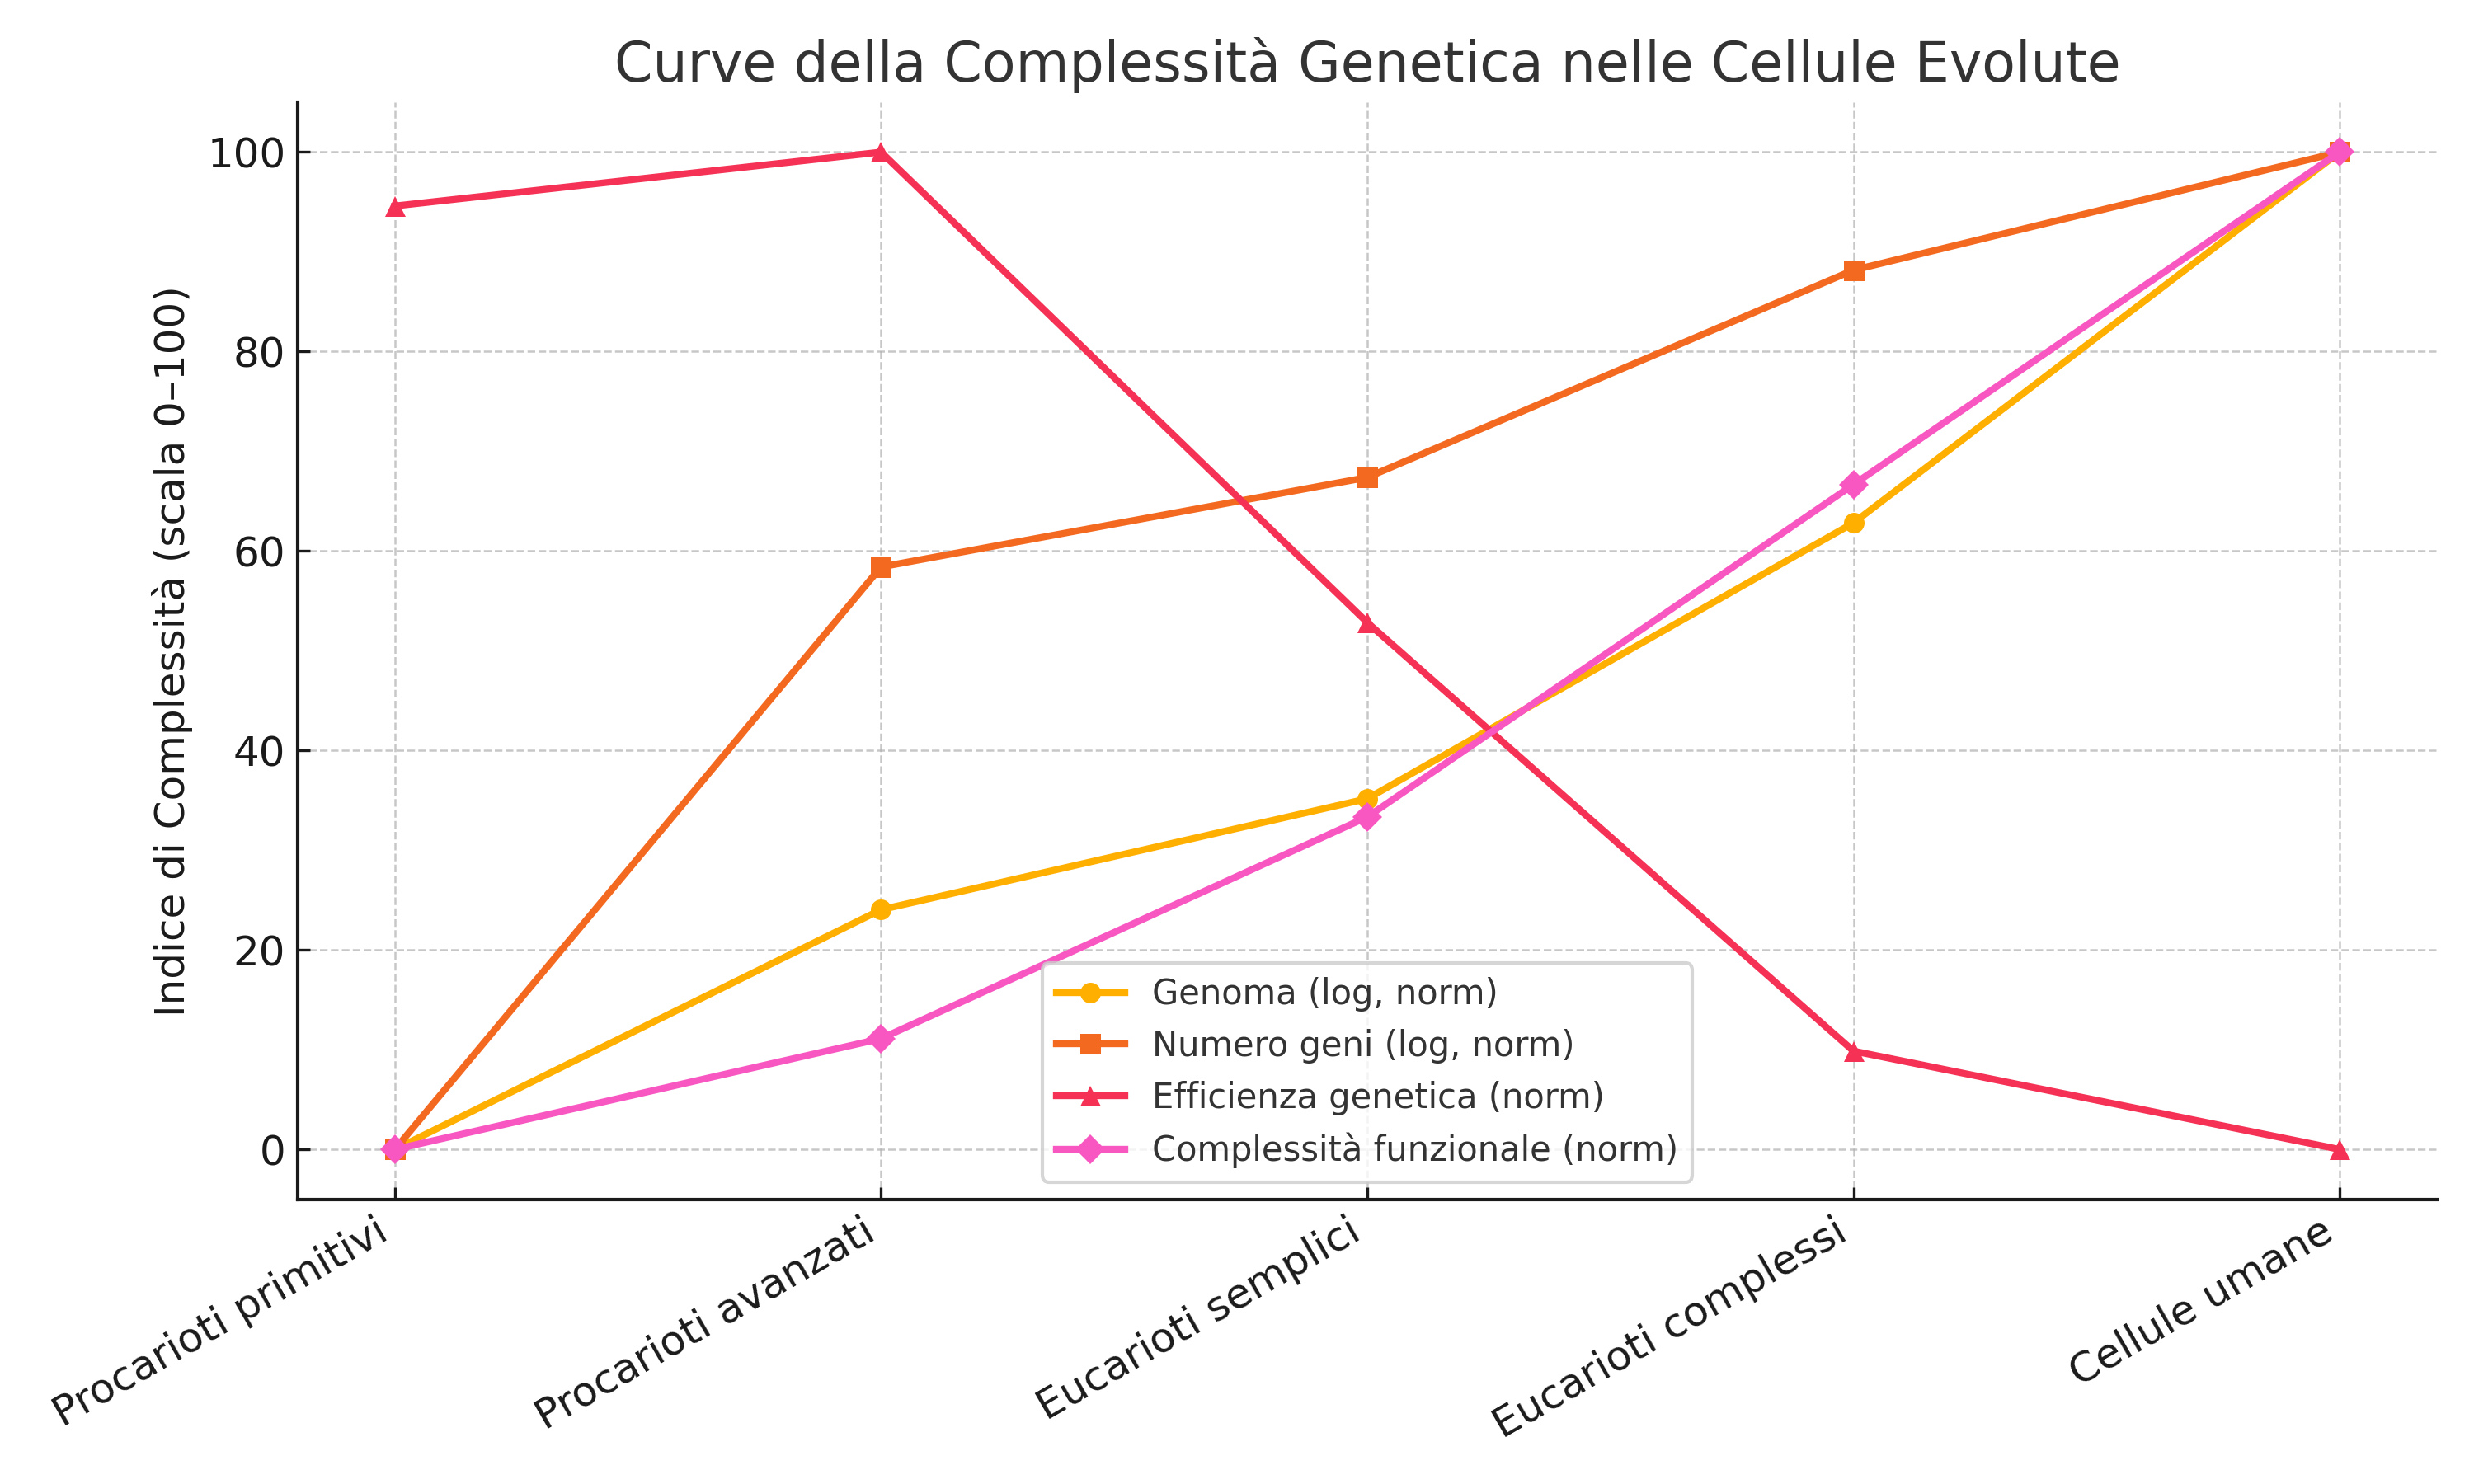 Curve della Complessità Genetica nelle Cellule Evolute
Indice di Complessità (scala 0–100)
100
80
60
40
20
0
Genoma (log, norm)
Numero geni (log, norm)
Efficienza genetica (norm)
Complessità funzionale (norm)
Procarioti primitivi
Procarioti avanzati
Eucarioti semplici
Eucarioti complessi
Cellule umane